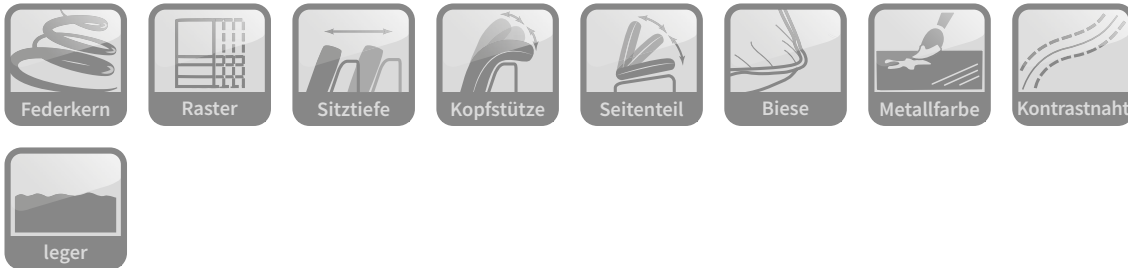 Federkern
Raster
Sitztiefe
Kopfstütze
Seitenteil
Biese
Metallfarbe
Kontrastnaht
leger